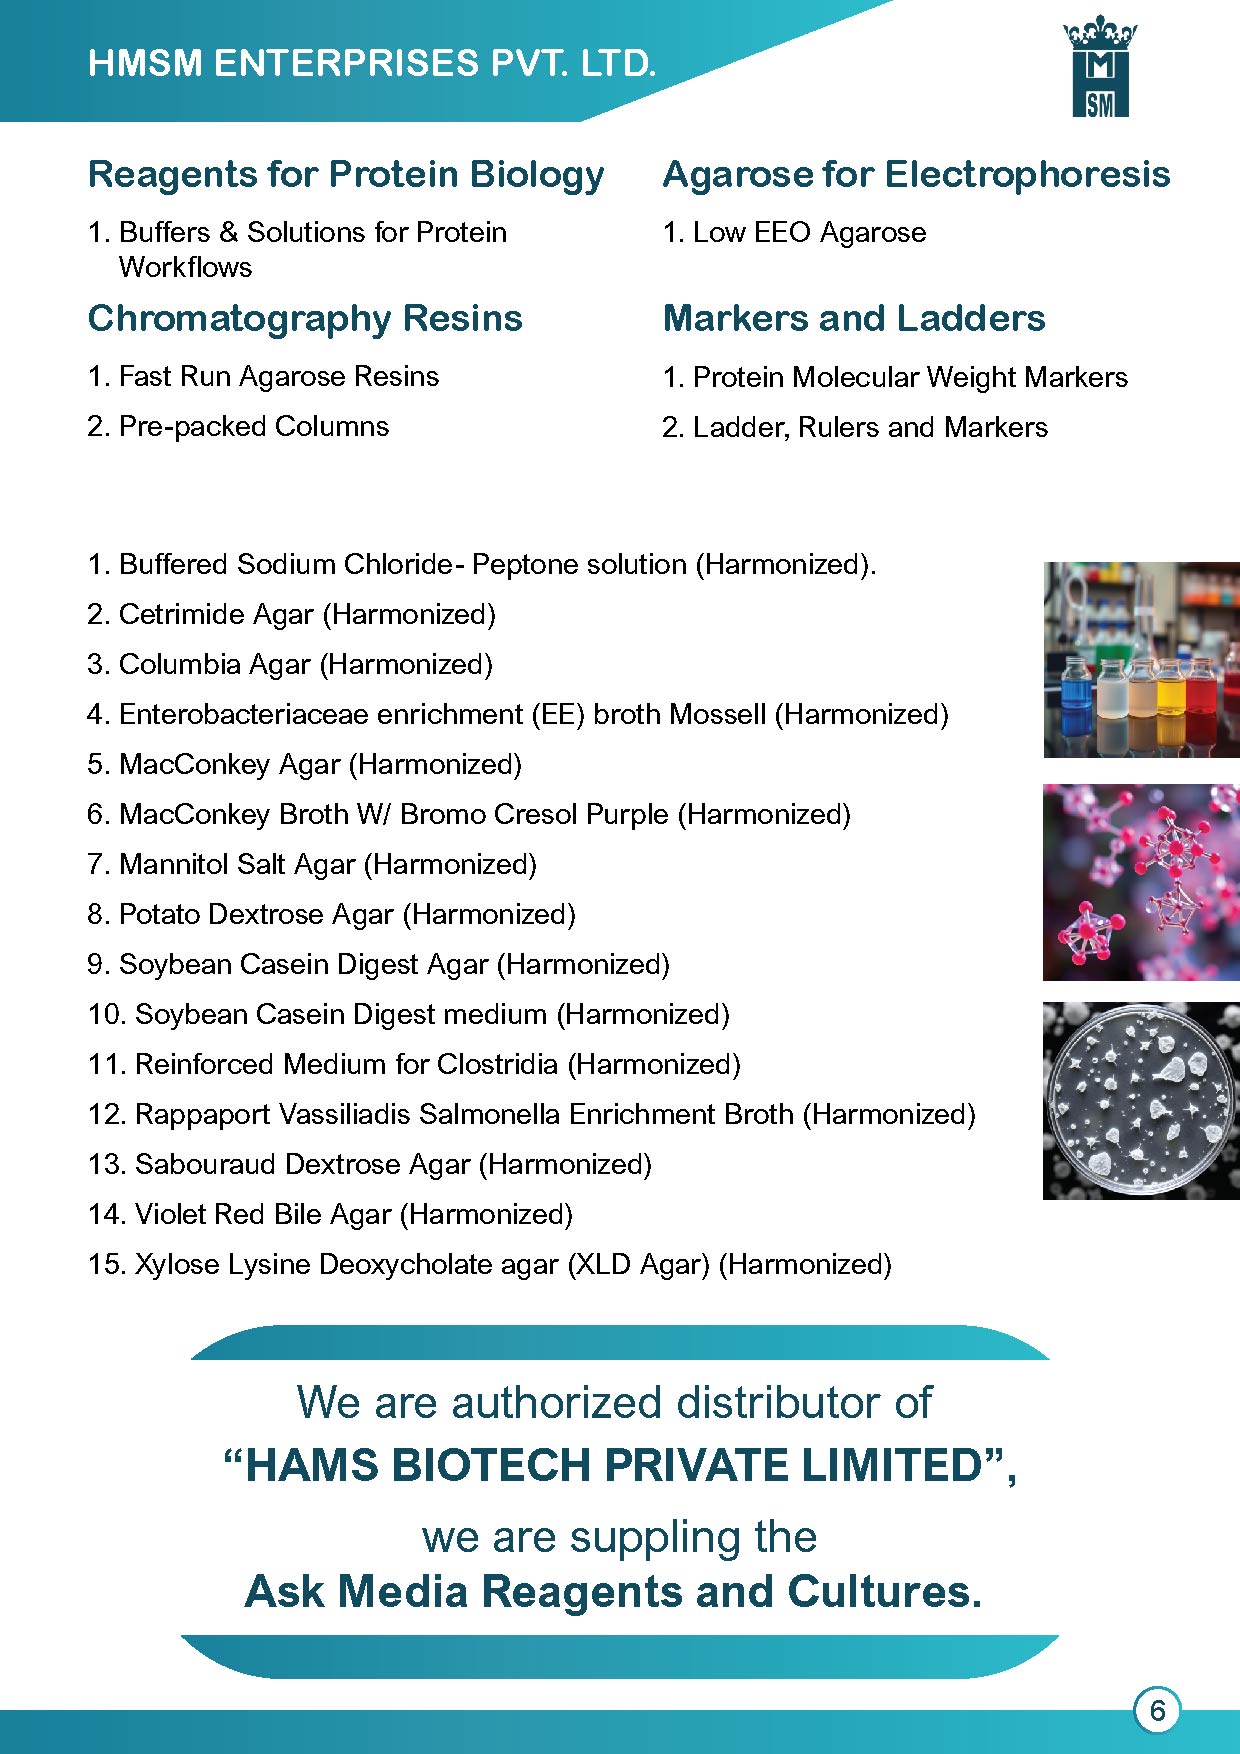 HMSM ENTERPRISES PVT. LTD.
M
SM
Reagents for Protein Biology
1. Buffers & Solutions for Protein
Workflows
Chromatography Resins
1. Fast Run Agarose Resins
2. Pre-packed Columns
Agarose for Electrophoresis
1. Low EEO Agarose
Markers and Ladders
1. Protein Molecular Weight Markers
2. Ladder, Rulers and Markers
1. Buffered Sodium Chloride- Peptone solution (Harmonized).
2. Cetrimide Agar (Harmonized)
3. Columbia Agar (Harmonized)
4. Enterobacteriaceae enrichment (EE) broth Mossell (Harmonized)
5. MacConkey Agar (Harmonized)
6. MacConkey Broth W/ Bromo Cresol Purple (Harmonized)
7. Mannitol Salt Agar (Harmonized)
8. Potato Dextrose Agar (Harmonized)
9. Soybean Casein Digest Agar (Harmonized)
10. Soybean Casein Digest medium (Harmonized)
11. Reinforced Medium for Clostridia (Harmonized)
12. Rappaport Vassiliadis Salmonella Enrichment Broth (Harmonized)
13. Sabouraud Dextrose Agar (Harmonized)
14. Violet Red Bile Agar (Harmonized)
15. Xylose Lysine Deoxycholate agar (XLD Agar) (Harmonized)
We are authorized distributor of
“HAMS BIOTECH PRIVATE LIMITED”,
we are suppling the
Ask Media Reagents and Cultures.
6